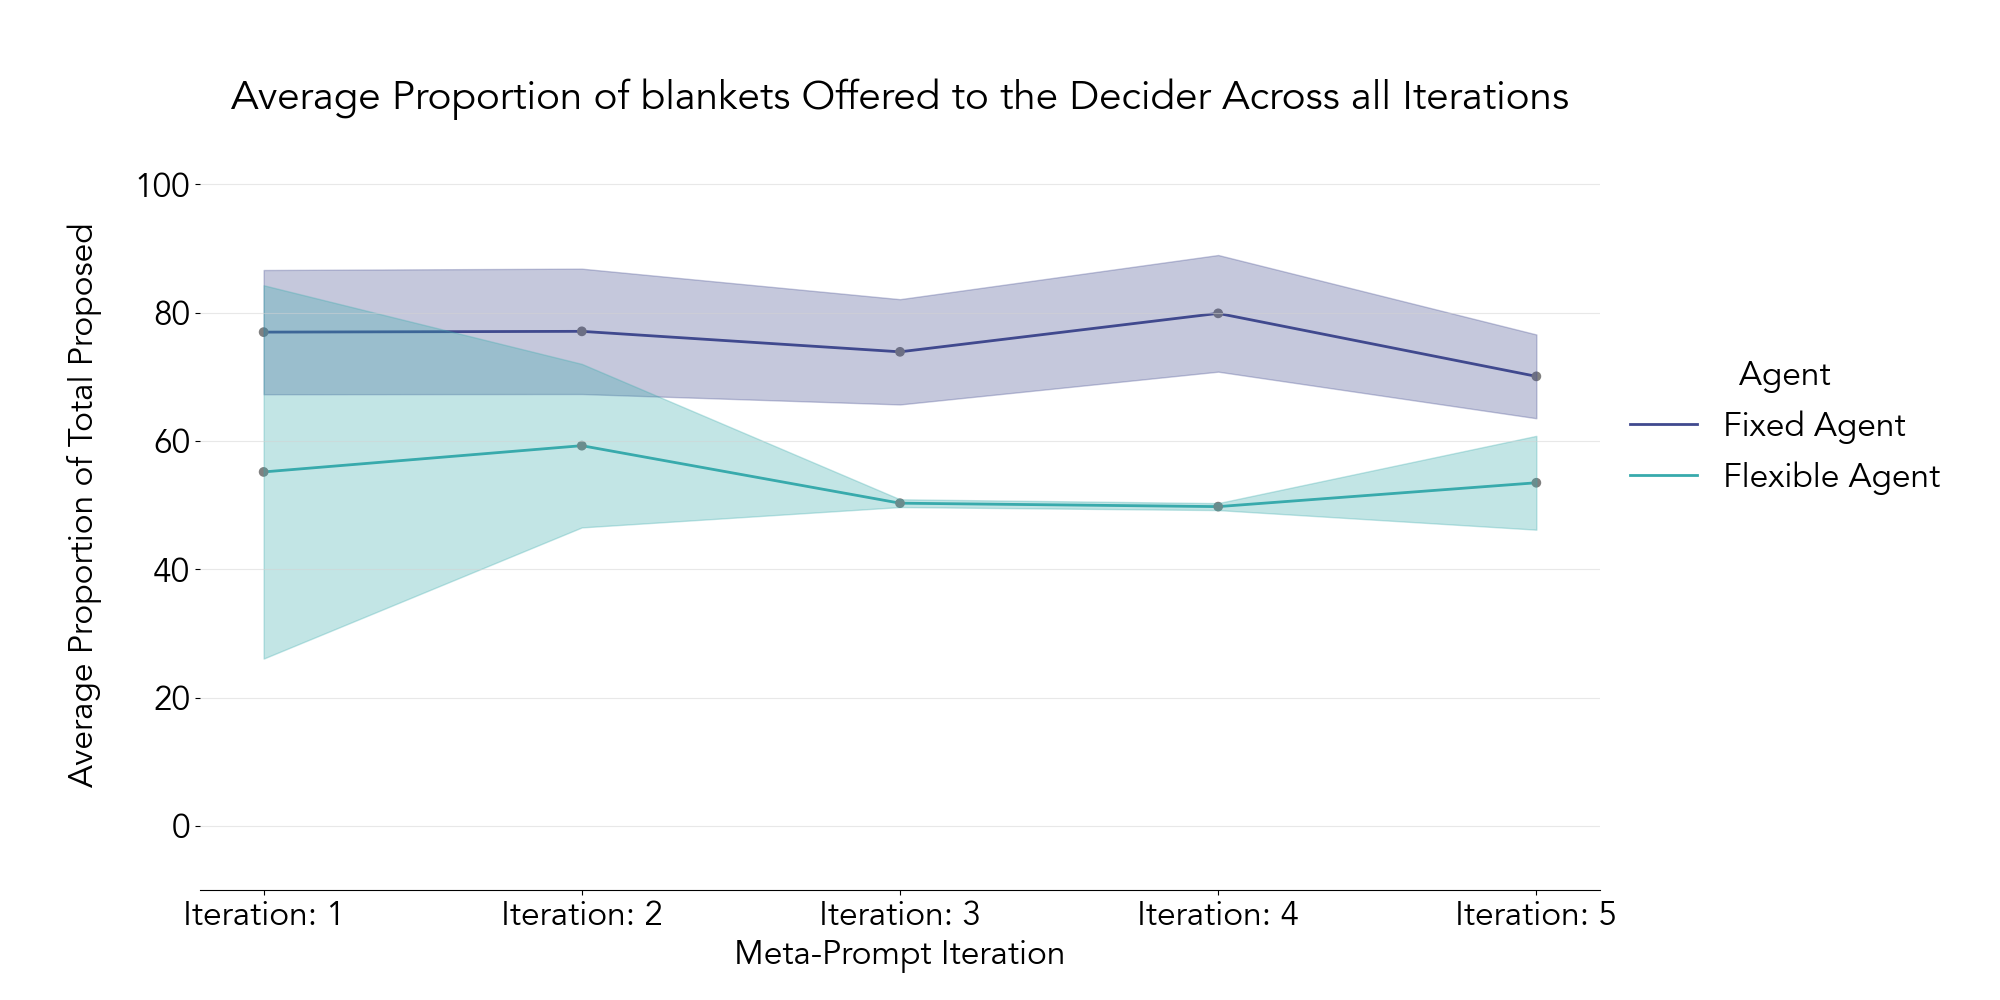 Average Proportion of blankets Offered to the Decider Across all Iterations
Average Proportion of Total Proposed
100
80
60
40
20
0
Iteration: 1
Iteration: 2
Iteration: 3
Iteration: 4
Iteration: 5
Meta-Prompt Iteration
Agent
Fixed Agent
Flexible Agent